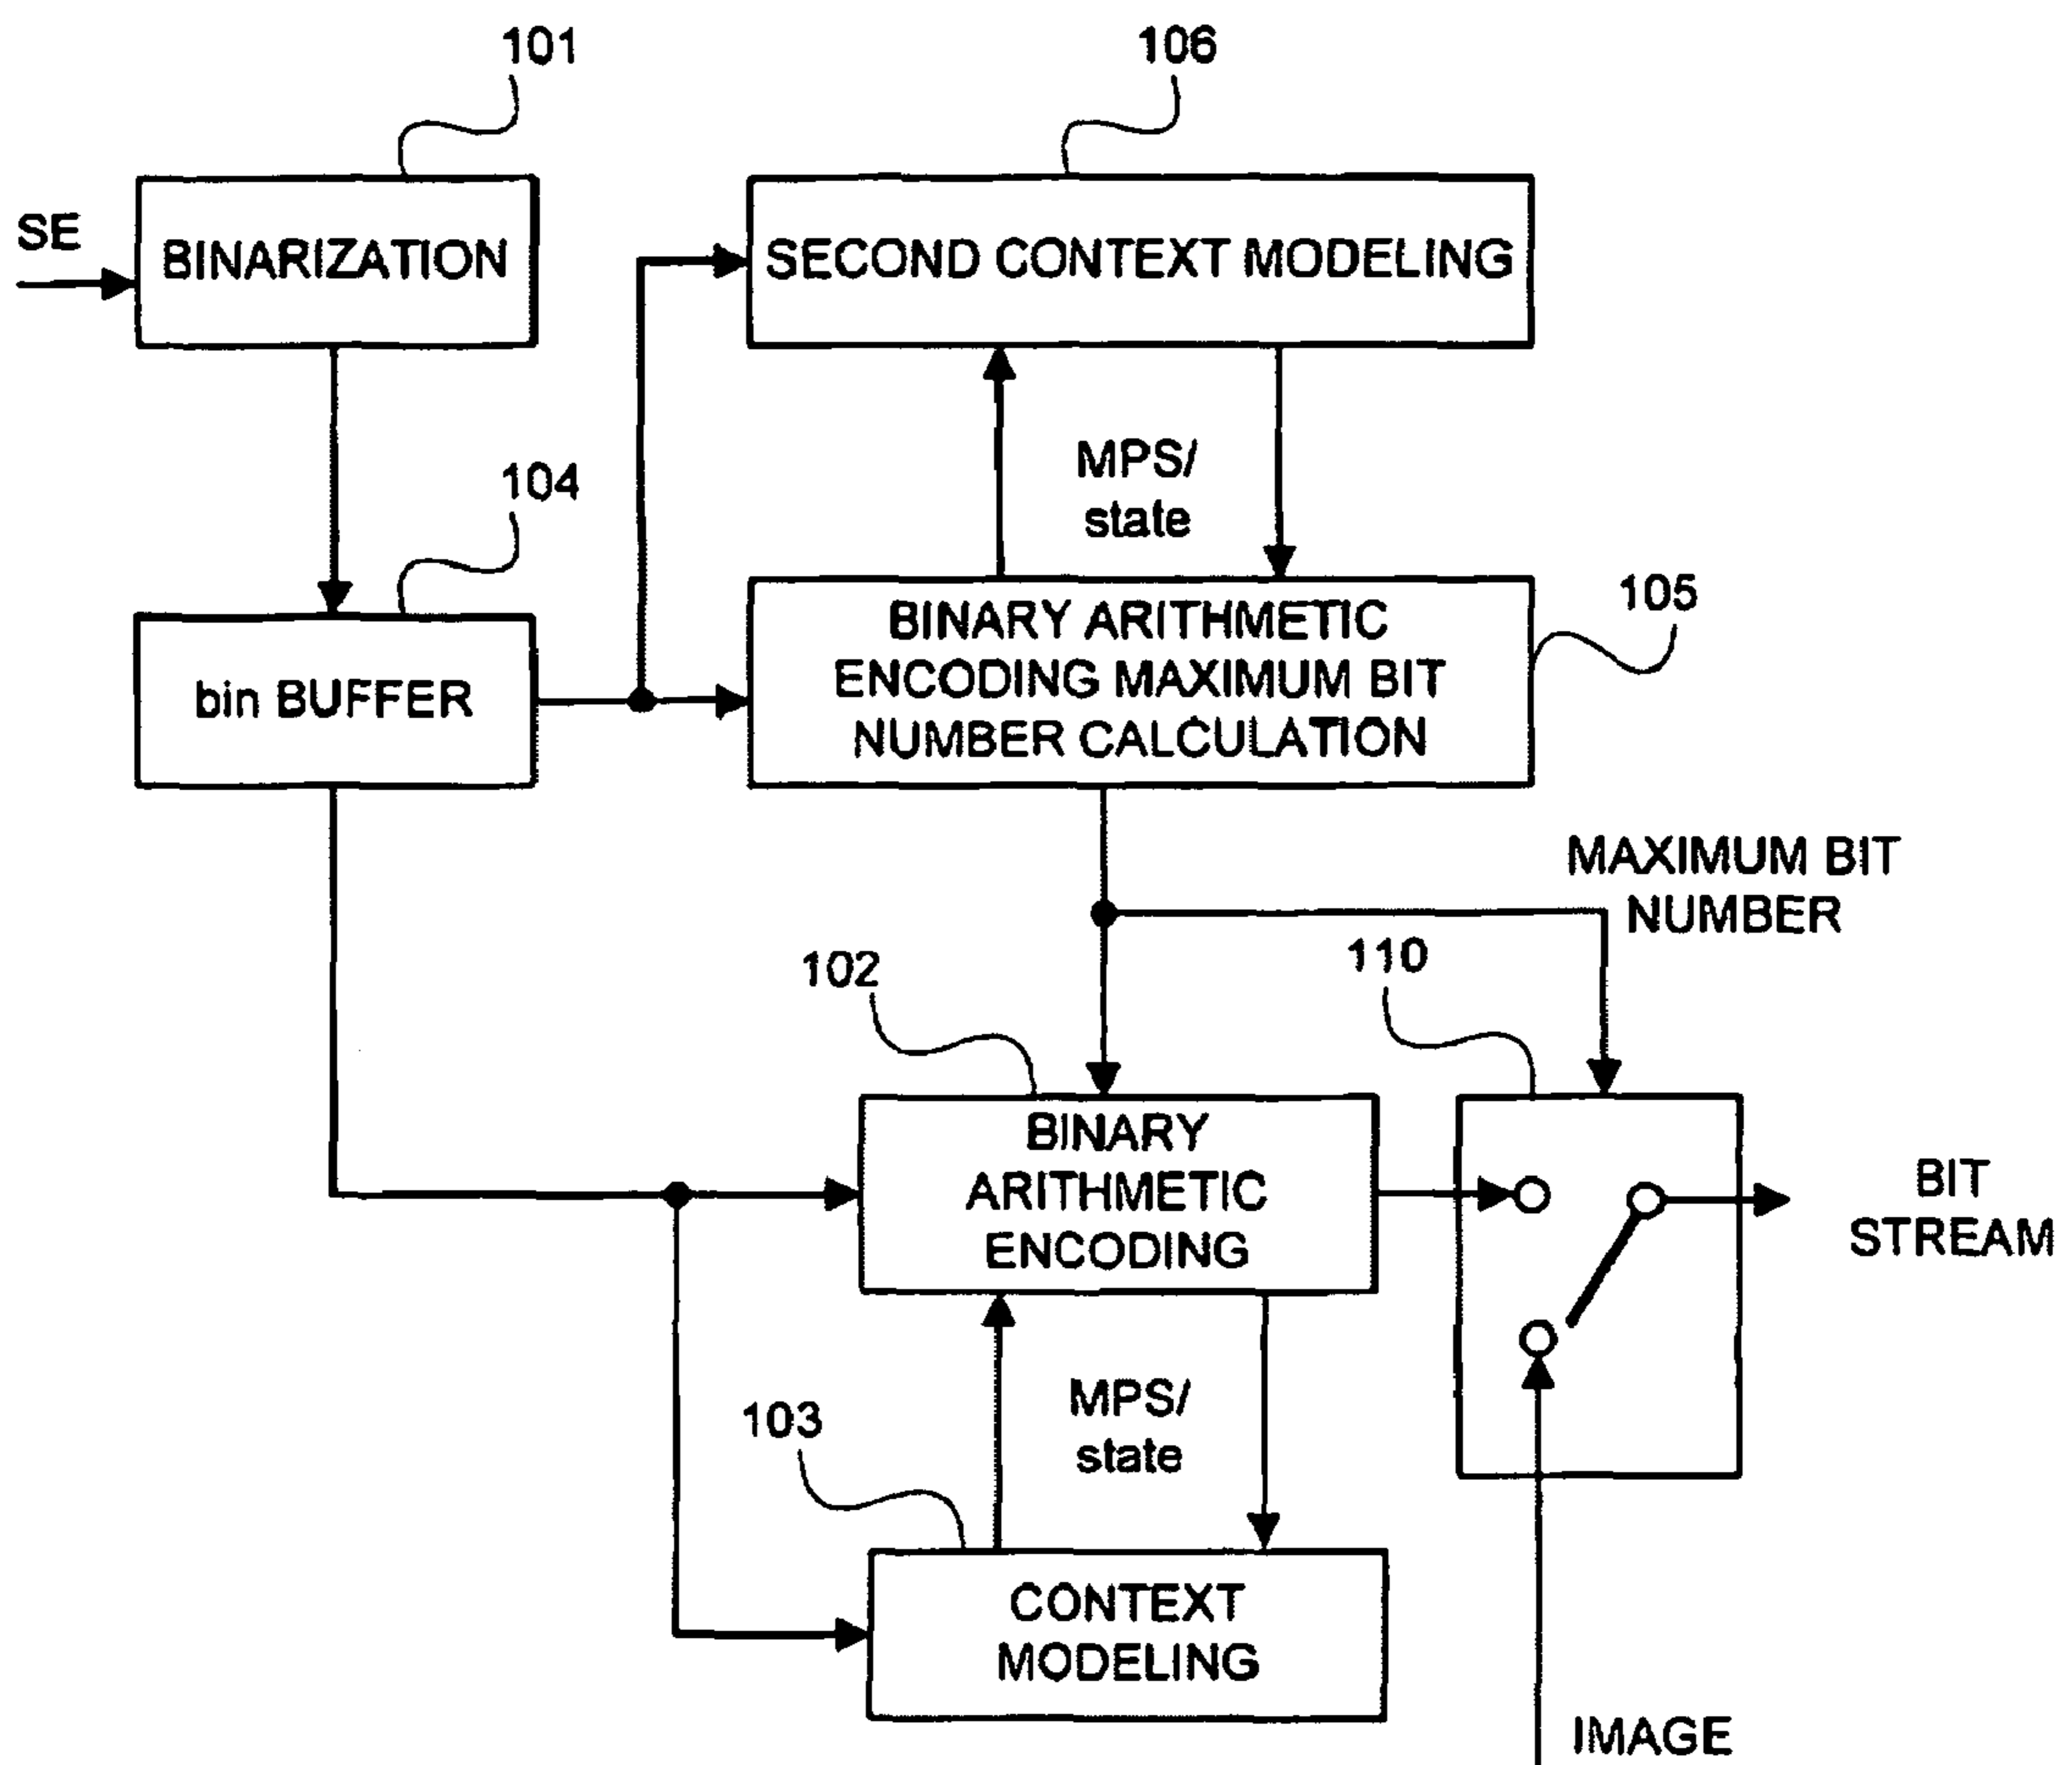 101
106
SE
BINARIZATION
SECOND CONTEXT MODELING
MPS/
state
104
105
bin BUFFER
BINARY ARITHMETIC
ENCODING MAXIMUM BIT
NUMBER CALCULATION
MAXIMUM BIT
NUMBER
102
110
BINARY
ARITHMETIC
ENCODING
BIT
STREAM
MPS/
state
103
CONTEXT
MODELING
IMAGE